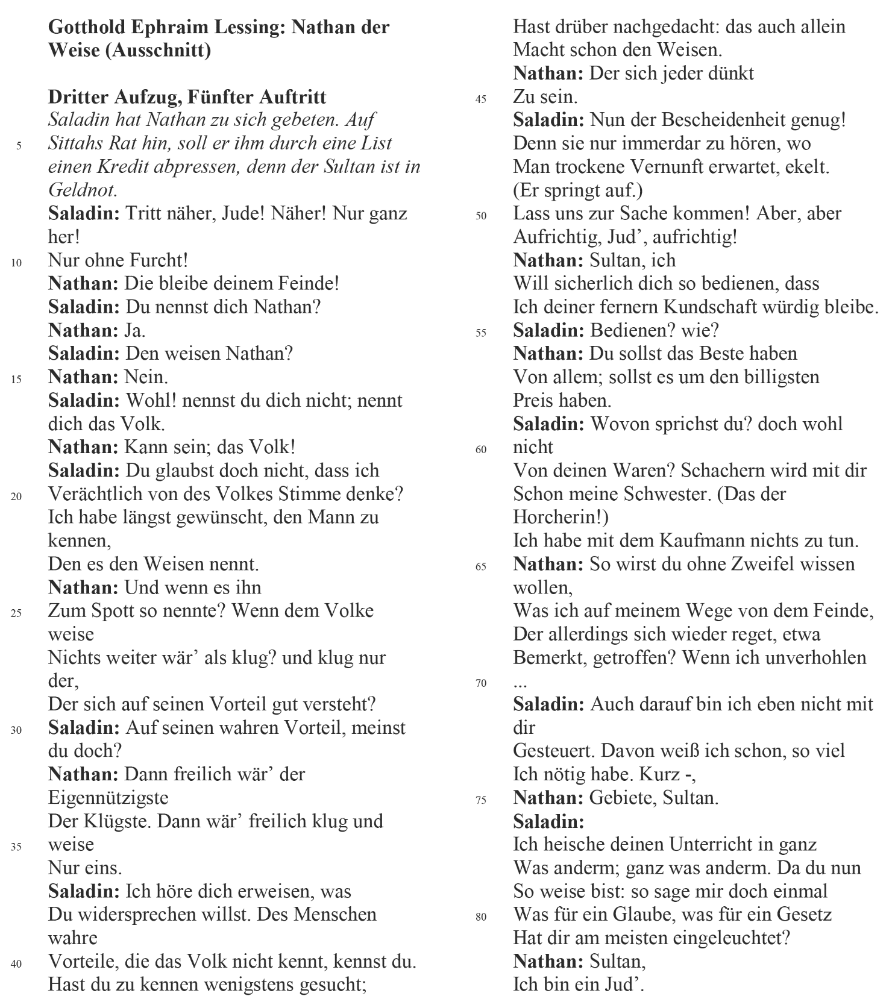 Gotthold Ephraim Lessing: Nathan der
Weise (Ausschnitt)
Dritter Aufzug, Fünfter Auftritt
Saladin hat Nathan zu sich gebeten. Auf
5 Sittahs Rat hin, soll er ihm durch eine List
einen Kredit abpressen, denn der Sultan ist in
Geldnot.
Saladin: Tritt näher, Jude! Näher! Nur ganz
her!
10 Nur ohne Furcht!
Nathan: Die bleibe deinem Feinde!
Saladin: Du nennst dich Nathan?
Nathan: Ja.
Saladin: Den weisen Nathan?
15 Nathan: Nein.
Saladin: Wohl! nennst du dich nicht; nennt
dich das Volk.
Nathan: Kann sein; das Volk!
Saladin: Du glaubst doch nicht, dass ich
20 Verächtlich von des Volkes Stimme denke?
Ich habe längst gewünscht, den Mann zu
kennen,
Den es den Weisen nennt.
Nathan: Und wenn es ihn
25 Zum Spott so nennte? Wenn dem Volke
weise
Nichts weiter wär’ als klug? und klug nur
der,
Der sich auf seinen Vorteil gut versteht?
30 Saladin: Auf seinen wahren Vorteil, meinst
du doch?
Nathan: Dann freilich wär’ der
Eigennützigste
Der Klügste. Dann wär’ freilich klug und
35 weise
Nur eins.
Saladin: Ich höre dich erweisen, was
Du widersprechen willst. Des Menschen
wahre
40 Vorteile, die das Volk nicht kennt, kennst du.
Hast du zu kennen wenigstens gesucht;
Hast drüber nachgedacht: das auch allein
Macht schon den Weisen.
Nathan: Der sich jeder dünkt
45 Zu sein.
Saladin: Nun der Bescheidenheit genug!
Denn sie nur immerdar zu hören, wo
Man trockene Vernunft erwartet, ekelt.
(Er springt auf.)
50 Lass uns zur Sache kommen! Aber, aber
Aufrichtig, Jud’, aufrichtig!
Nathan: Sultan, ich
Will sicherlich dich so bedienen, dass
Ich deiner fernern Kundschaft würdig bleibe.
55 Saladin: Bedienen? wie?
Nathan: Du sollst das Beste haben
Von allem; sollst es um den billigsten
Preis haben.
Saladin: Wovon sprichst du? doch wohl
60 nicht
Von deinen Waren? Schachern wird mit dir
Schon meine Schwester. (Das der
Horcherin!)
Ich habe mit dem Kaufmann nichts zu tun.
65 Nathan: So wirst du ohne Zweifel wissen
wollen,
Was ich auf meinem Wege von dem Feinde,
Der allerdings sich wieder reget, etwa
Bemerkt, getroffen? Wenn ich unverhohlen
70 ...
Saladin: Auch darauf bin ich eben nicht mit
dir
Gesteuert. Davon weiß ich schon, so viel
Ich nötig habe. Kurz -,
75 Nathan: Gebiete, Sultan.
Saladin:
Ich heische deinen Unterricht in ganz
Was anderm; ganz was anderm. Da du nun
So weise bist: so sage mir doch einmal
80 Was für ein Glaube, was für ein Gesetz
Hat dir am meisten eingeleuchtet?
Nathan: Sultan,
Ich bin ein Jud’.